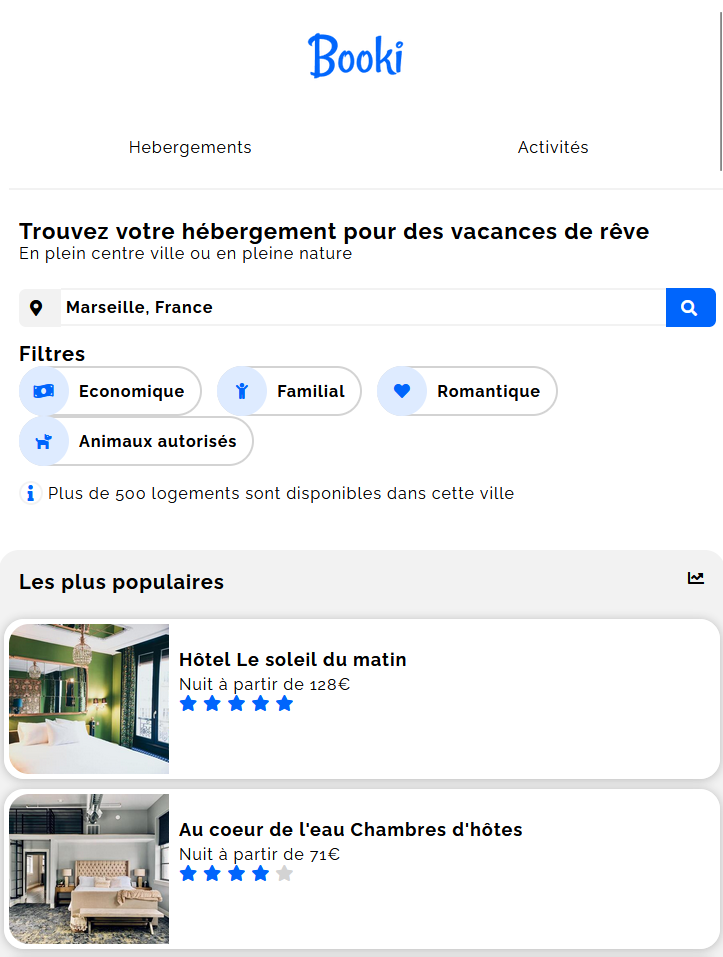 Booki
Hebergements Activités
Trouvez votre hébergement pour des vacances de rêve
En plein centre ville ou en pleine nature
Marseille, France
Filtres
Economique Familial Romantique
Animaux autorisés
Plus de 500 logements sont disponibles dans cette ville
Les plus populaires
Hôtel Le soleil du matin
Nuit à partir de 128€
Au coeur de l'eau Chambres d'hôtes
Nuit à partir de 71€